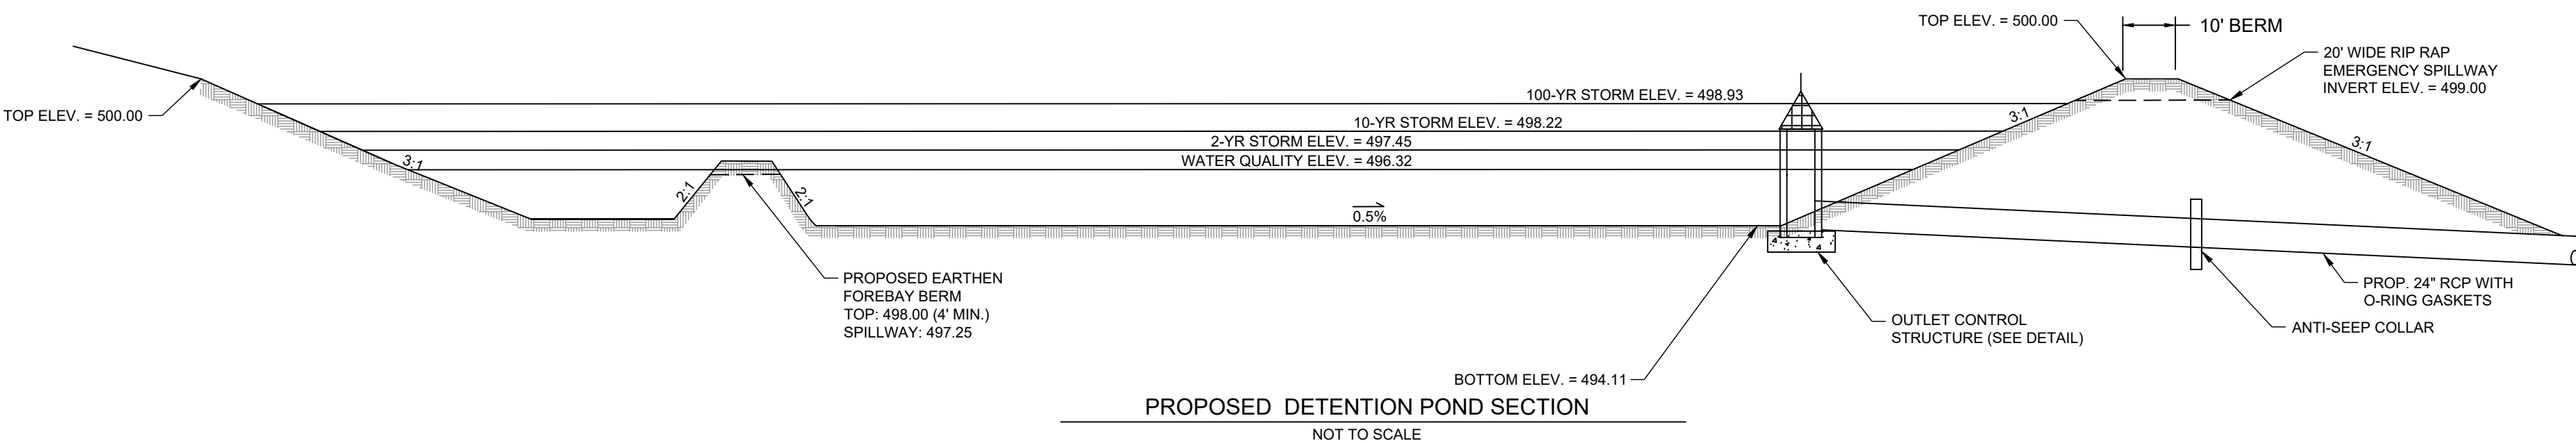 TOP ELEV. = 500.00
10' BERM
20' WIDE RIP RAP
EMERGENCY SPILLWAY
INVERT ELEV. = 499.00
TOP ELEV. = 500.00
100-YR STORM ELEV. = 498.93
10-YR STORM ELEV. = 498.22
2-YR STORM ELEV. = 497.45
WATER QUALITY ELEV. = 496.32
3:1
2:1
2:1
3:1
3:1
0.5%
PROPOSED EARTHEN
FOREBAY BERM
TOP: 498.00 (4' MIN.)
SPILLWAY: 497.25
PROP. 24" RCP WITH
O-RING GASKETS
ANTI-SEEP COLLAR
OUTLET CONTROL
STRUCTURE (SEE DETAIL)
BOTTOM ELEV. = 494.11
PROPOSED DETENTION POND SECTION
NOT TO SCALE